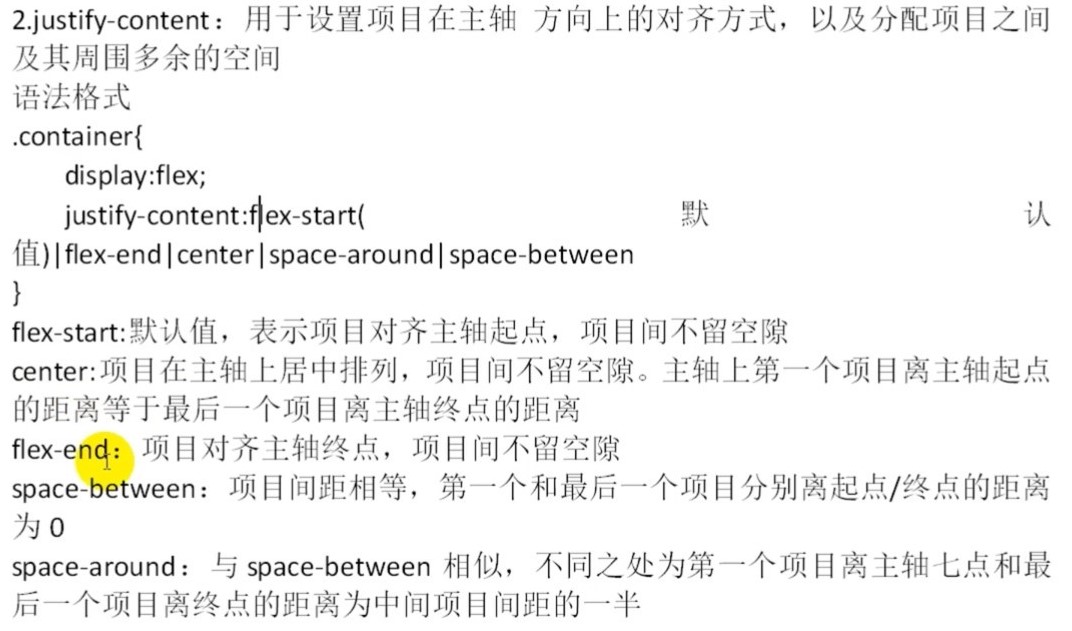 2.justify-content：用于设置项目在主轴 方向上的对齐方式，以及分配项目之间
及其周围多余的空间
语法格式
.container{
display:flex;
justify-content:flex-start( 默 认
值)|flex-end|center|space-around|space-between
}
flex-start:默认值，表示项目对齐主轴起点，项目间不留空隙
center:项目在主轴上居中排列，项目间不留空隙。主轴上第一个项目离主轴起点
的距离等于最后一个项目离主轴终点的距离
flex-end：项目对齐主轴终点，项目间不留空隙
space-between：项目间距相等，第一个和最后一个项目分别离起点/终点的距离
为 0
space-around：与 space-between 相似，不同之处为第一个项目离主轴七点和最
后一个项目离终点的距离为中间项目间距的一半